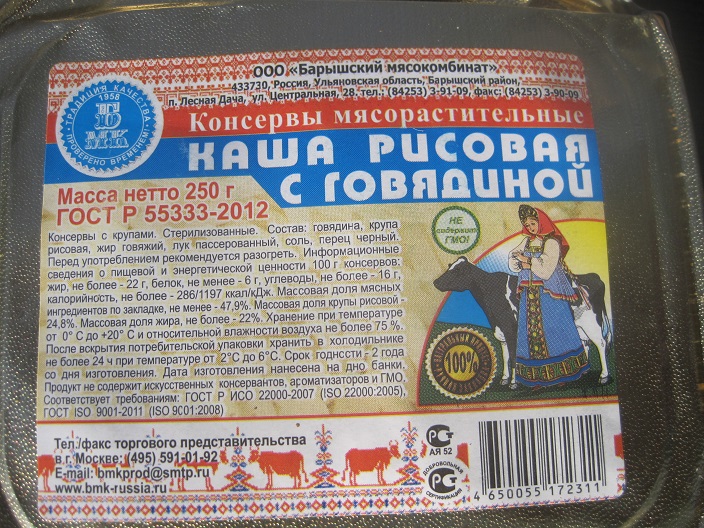 ООО «Барышский мясокомбинат»
433730, Россия, Ульяновская область, Барышский район,
п. Лесная Дача, ул. Центральная, 28. тел.: (84253) 3-91-09, факс: (84253) 3-90-09
ТРАДИЦИЯ КАЧЕСТВА
1958
Б
МК
ПРОВЕРЕНО ВРЕМЕНЕМ!
Консервы мясорастительные
КАША РИСОВАЯ
С ГОВЯДИНОЙ
Масса нетто 250 г
ГОСТ Р 55333-2012
НЕ
содержит
ГМО!
Консервы с крупами. Стерилизованные. Состав: говядина, крупа
рисовая, жир говяжий, лук пассерованный, соль, перец черный.
Перед употреблением рекомендуется разогреть. Информационные
сведения о пищевой и энергетической ценности 100 г консервов:
жир, не более - 22 г, белок, не менее - 6 г, углеводы, не более - 16 г,
калорийность, не более - 286/1197 ккал/кДж. Массовая доля мясных
ингредиентов по закладке, не менее - 47,9%. Массовая доля крупы рисовой -
24,8%. Массовая доля жира, не более - 22%. Хранение при температуре
от 0° С до +20° С и относительной влажности воздуха не более 75 %.
После вскрытия потребительской упаковки хранить в холодильнике
не более 24 ч при температуре от 2°С до 6°С. Срок годнссти - 2 года
со дня изготовления. Дата изготовления нанесена на дно банки.
Продукт не содержит искусственных консервантов, ароматизаторов и ГМО.
Соответствует требованиям: ГОСТ Р ИСО 22000-2007 (ISO 22000:2005),
ГОСТ ISO 9001-2011 (ISO 9001:2008)
100%
Тел./факс торгового представительства
в г. Москве: (495) 591-01-92
E-mail: bmkprod@smtp.ru
www.bmk-russia.ru
АЯ 52
ДОБРОВОЛЬНАЯ
СЕРТИФИКАЦИЯ
4 650055 172311